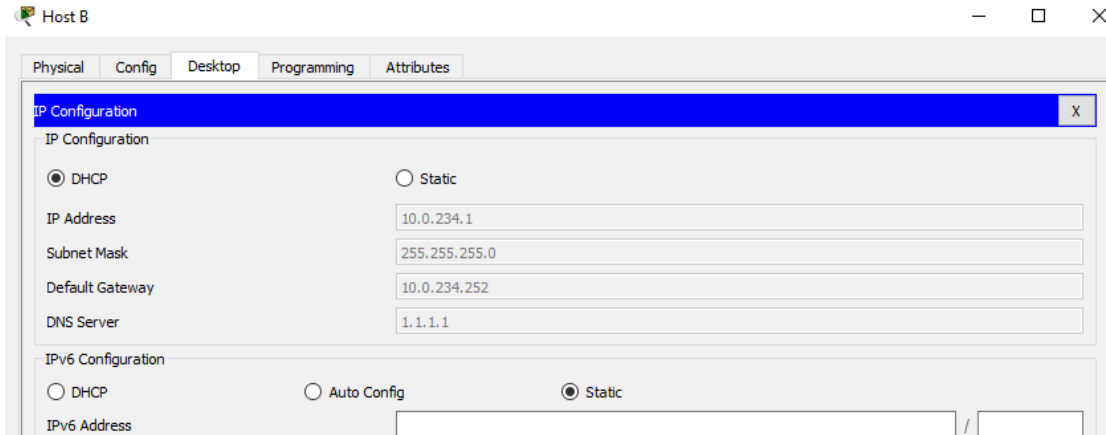 Host B
Physical Config Desktop Programming Attributes
IP Configuration X
IP Configuration
DHCP Static
IP Address 10.0.234.1
Subnet Mask 255.255.255.0
Default Gateway 10.0.234.252
DNS Server 1.1.1.1
IPv6 Configuration
DHCP Auto Config Static
IPv6 Address /